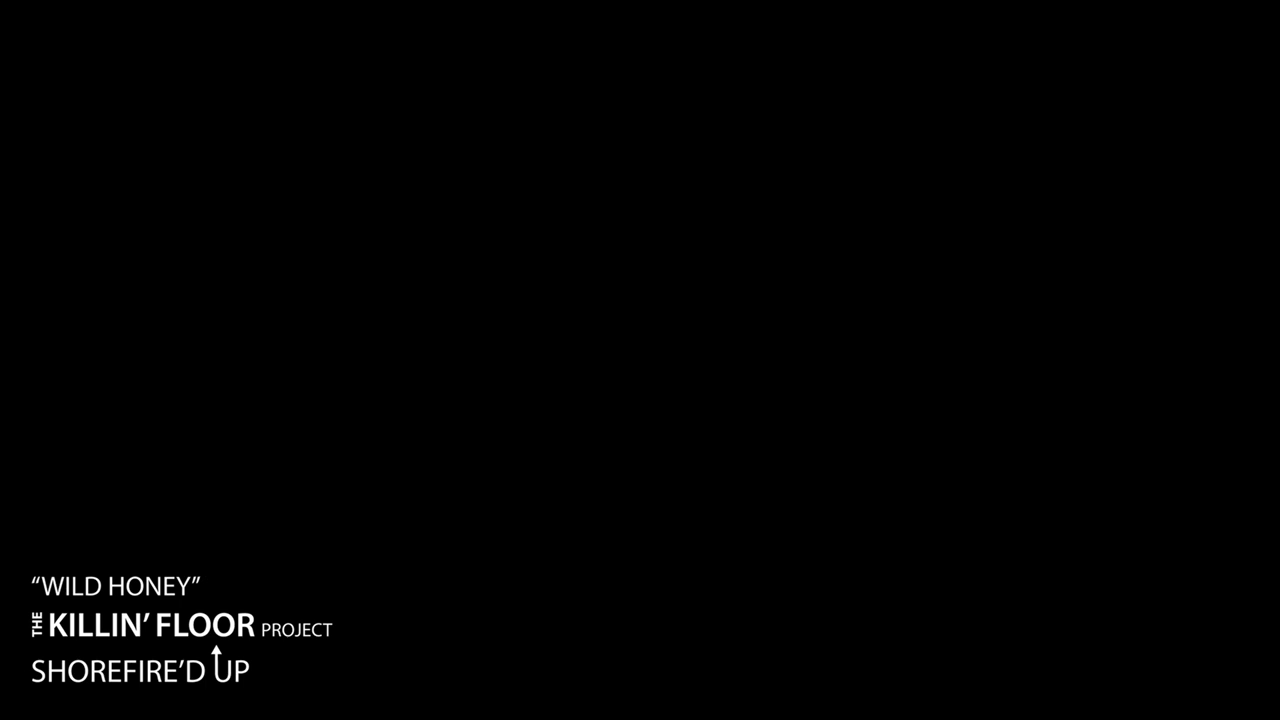 “WILD HONEY”
THE KILLIN’ FLOOR PROJECT
SHOREFIRE’D UP